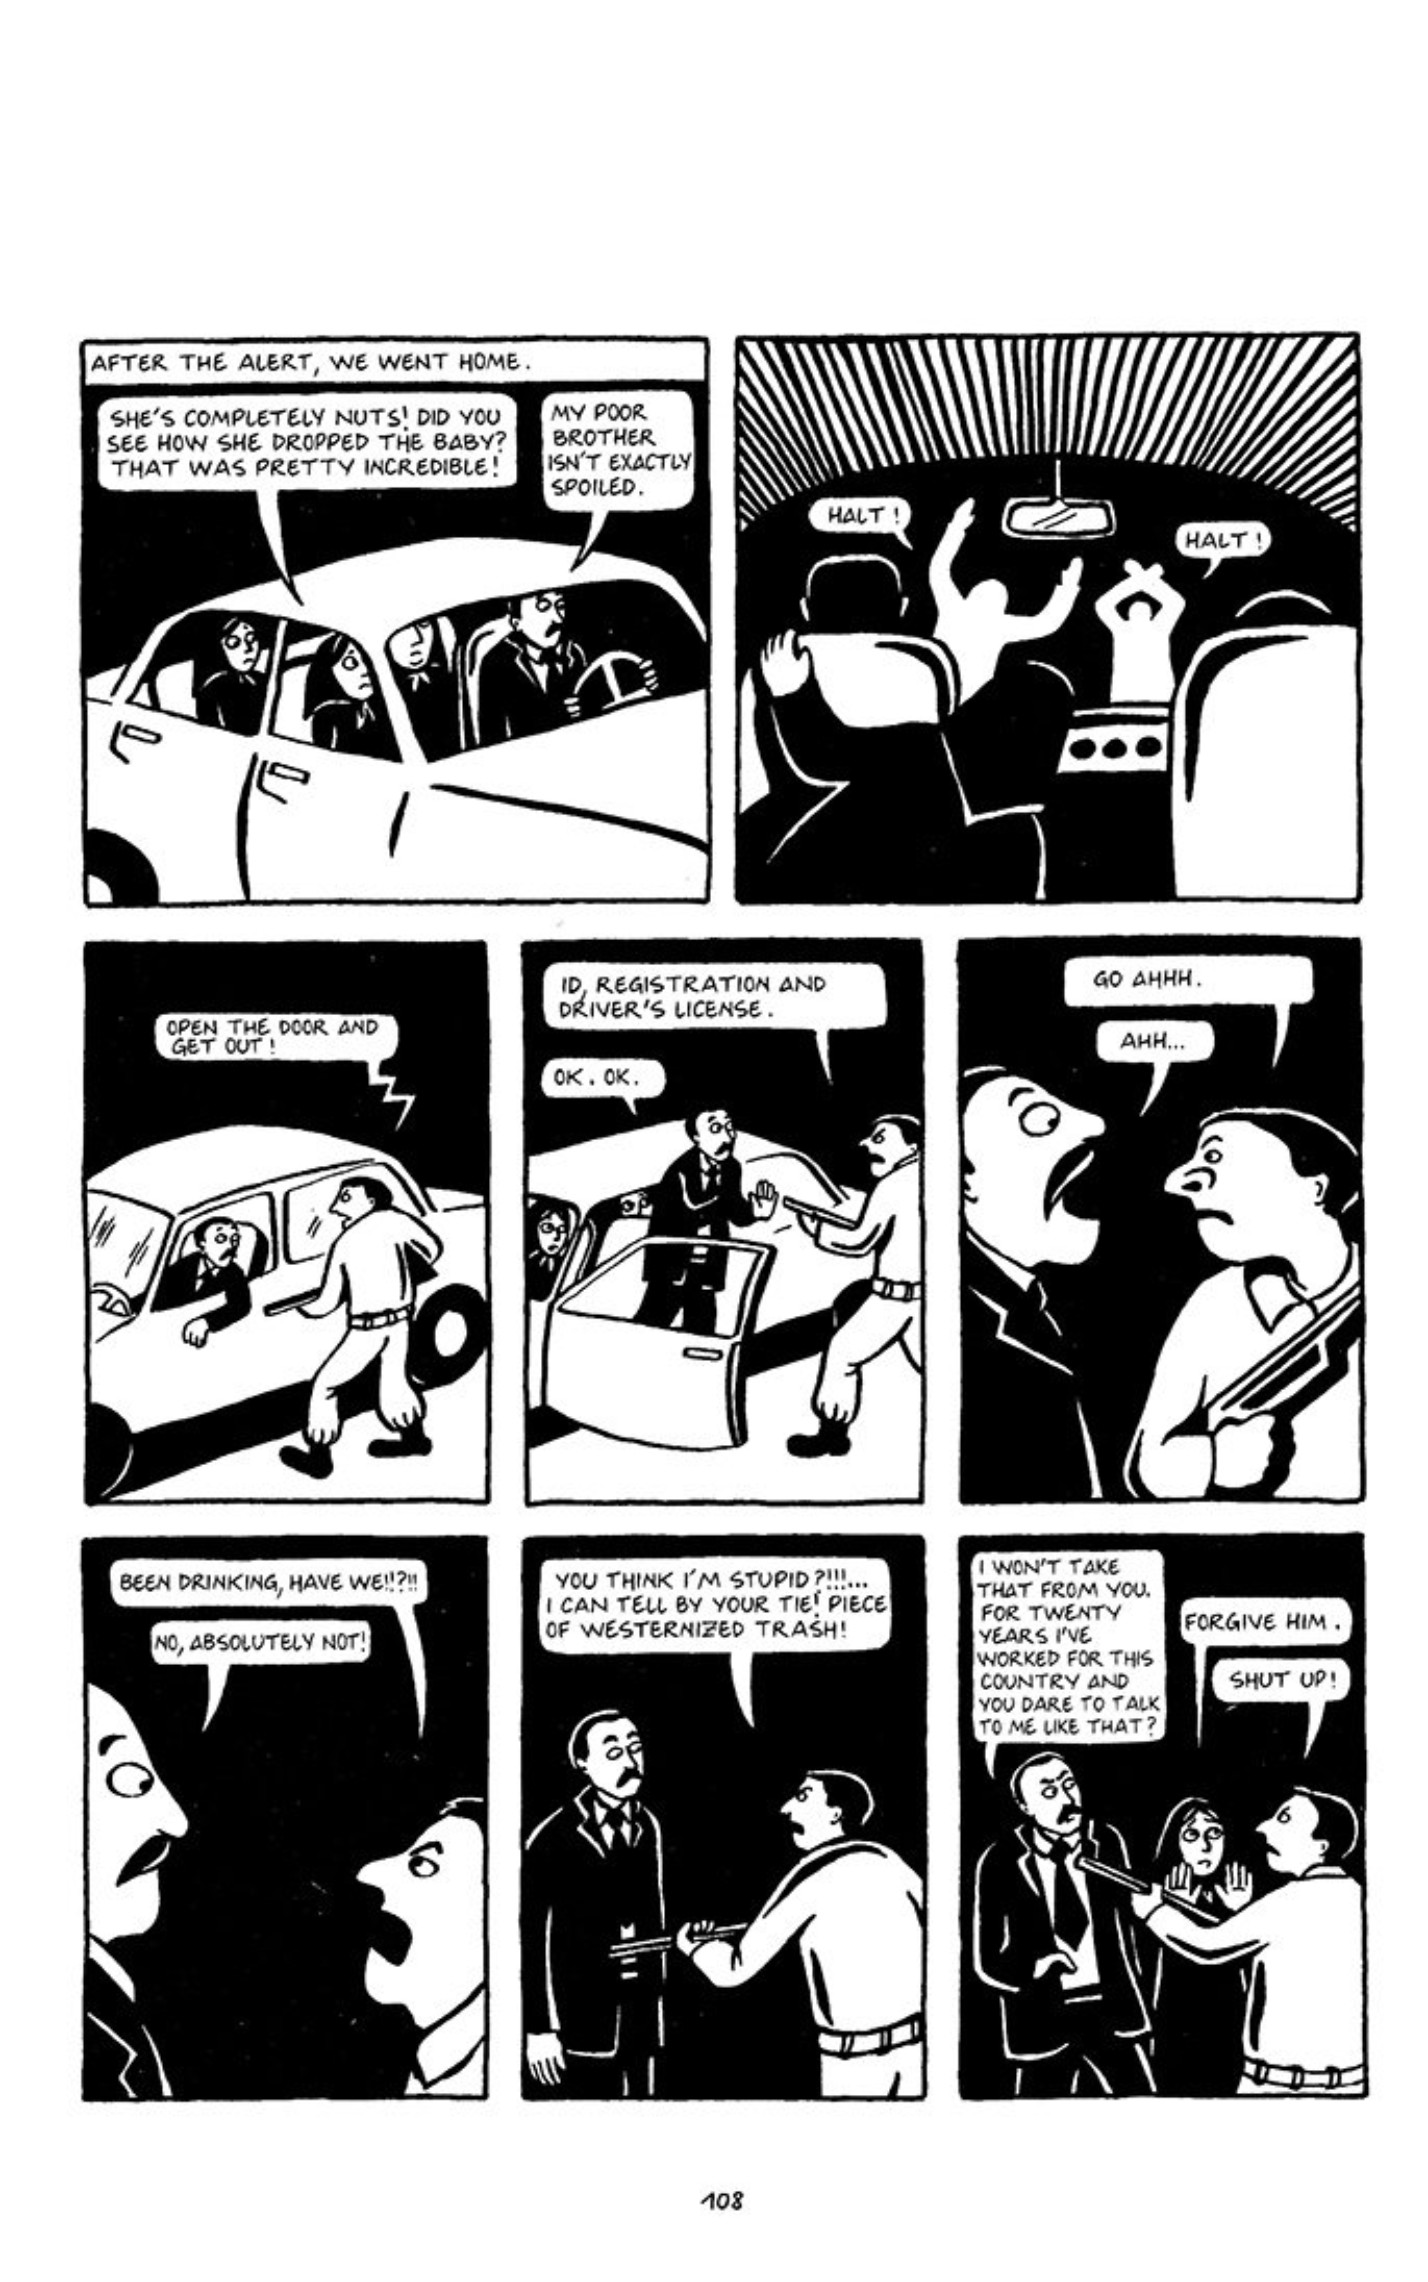 AFTER THE ALERT, WE WENT HOME.
SHE'S COMPLETELY NUTS! DID YOU
SEE HOW SHE DROPPED THE BABY?
THAT WAS PRETTY INCREDIBLE!
MY POOR
BROTHER
ISN'T EXACTLY
SPOILED.
HALT!
HALT!
OPEN THE DOOR AND
GET OUT!
ID, REGISTRATION AND
DRIVER'S LICENSE.
OK. OK.
GO AHHH.
AHH...
BEEN DRINKING, HAVE WE!!?!!
NO, ABSOLUTELY NOT!
YOU THINK I'M STUPID?!!!...
I CAN TELL BY YOUR TIE! PIECE
OF WESTERNIZED TRASH!
I WON'T TAKE
THAT FROM YOU.
FOR TWENTY
YEARS I'VE
WORKED FOR THIS
COUNTRY AND
YOU DARE TO TALK
TO ME LIKE THAT?
FORGIVE HIM.
SHUT UP!
108